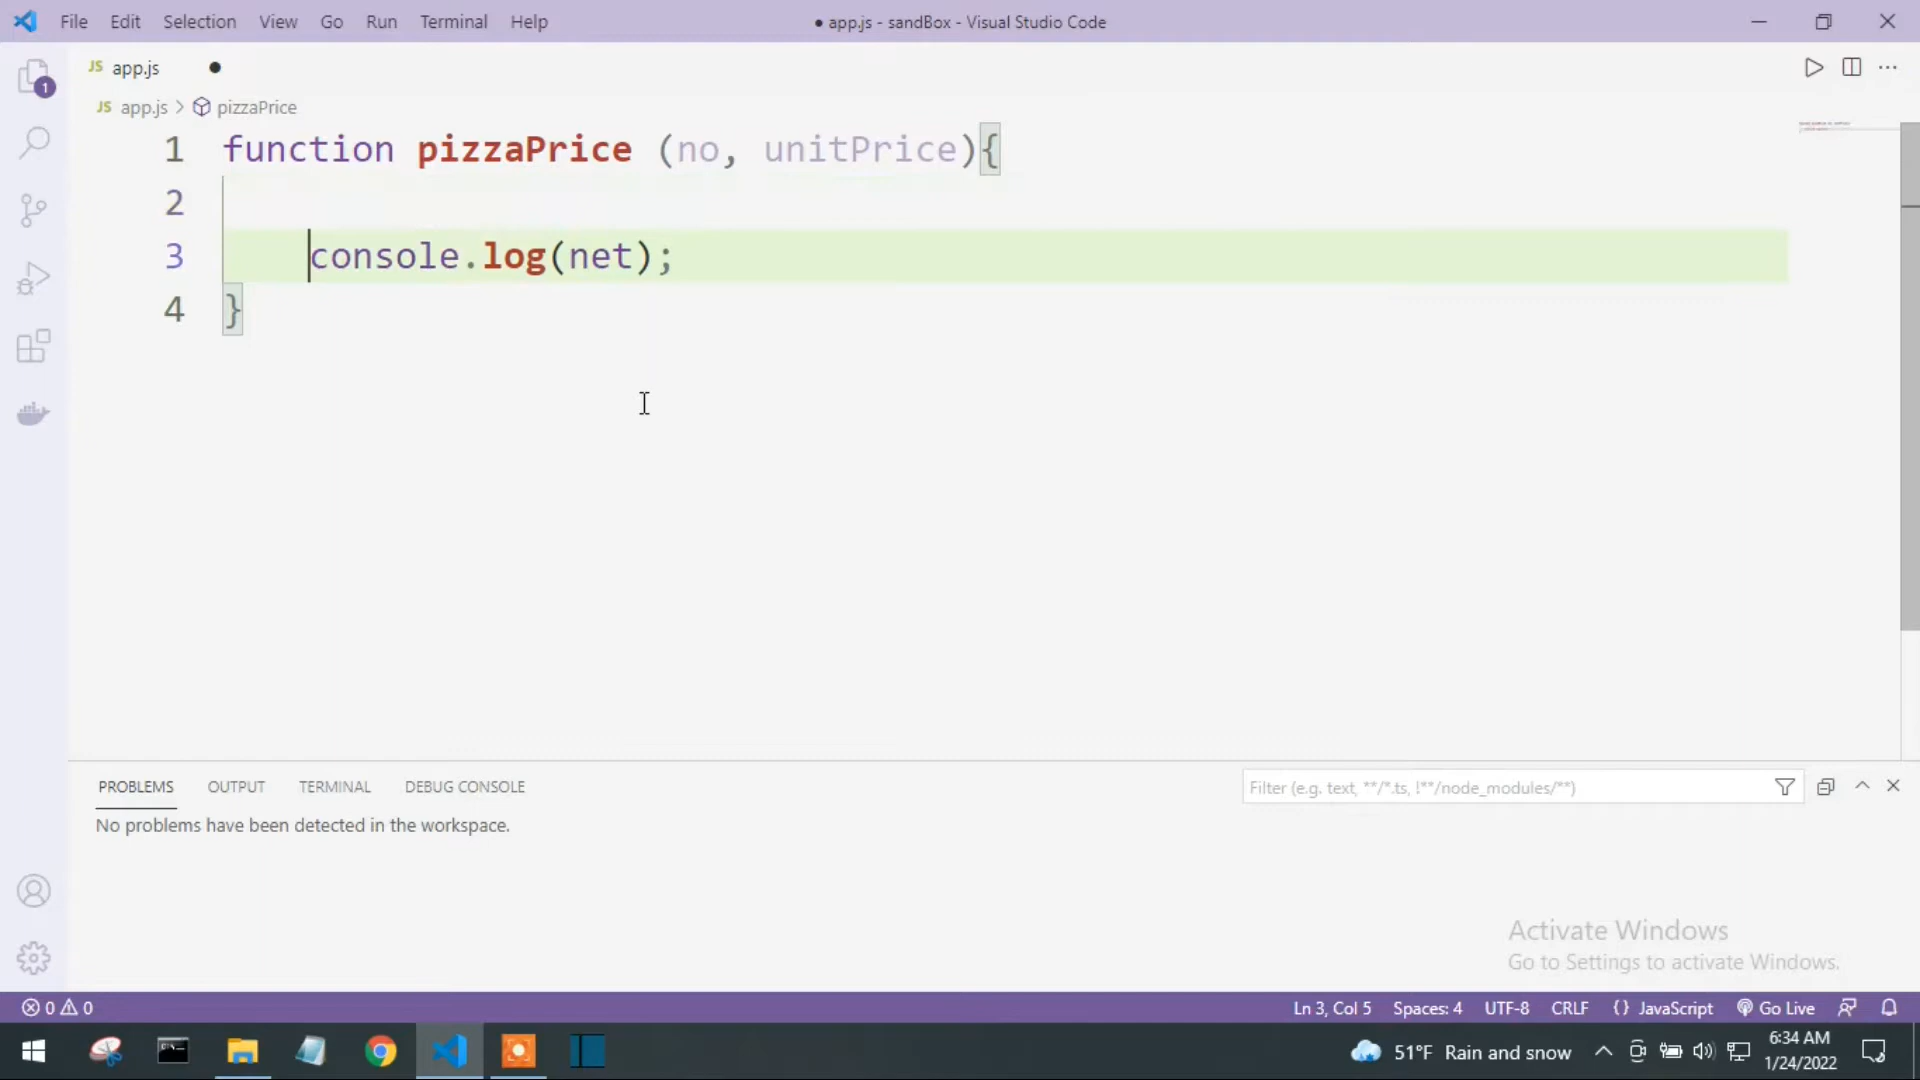 File Edit Selection View Go Run Terminal Help ● app.js - sandBox - Visual Studio Code
JS app.js ●
JS app.js > pizzaPrice
1 function pizzaPrice (no, unitPrice){
2
3 console.log(net);
4 }
1
PROBLEMS OUTPUT TERMINAL DEBUG CONSOLE Filter (e.g. text, **/*.ts, !**/node_modules/**)
No problems have been detected in the workspace.
Activate Windows
Go to Settings to activate Windows.
0 0 Ln 3, Col 5 Spaces: 4 UTF-8 CRLF {} JavaScript Go Live
51°F Rain and snow 6:34 AM
1/24/2022